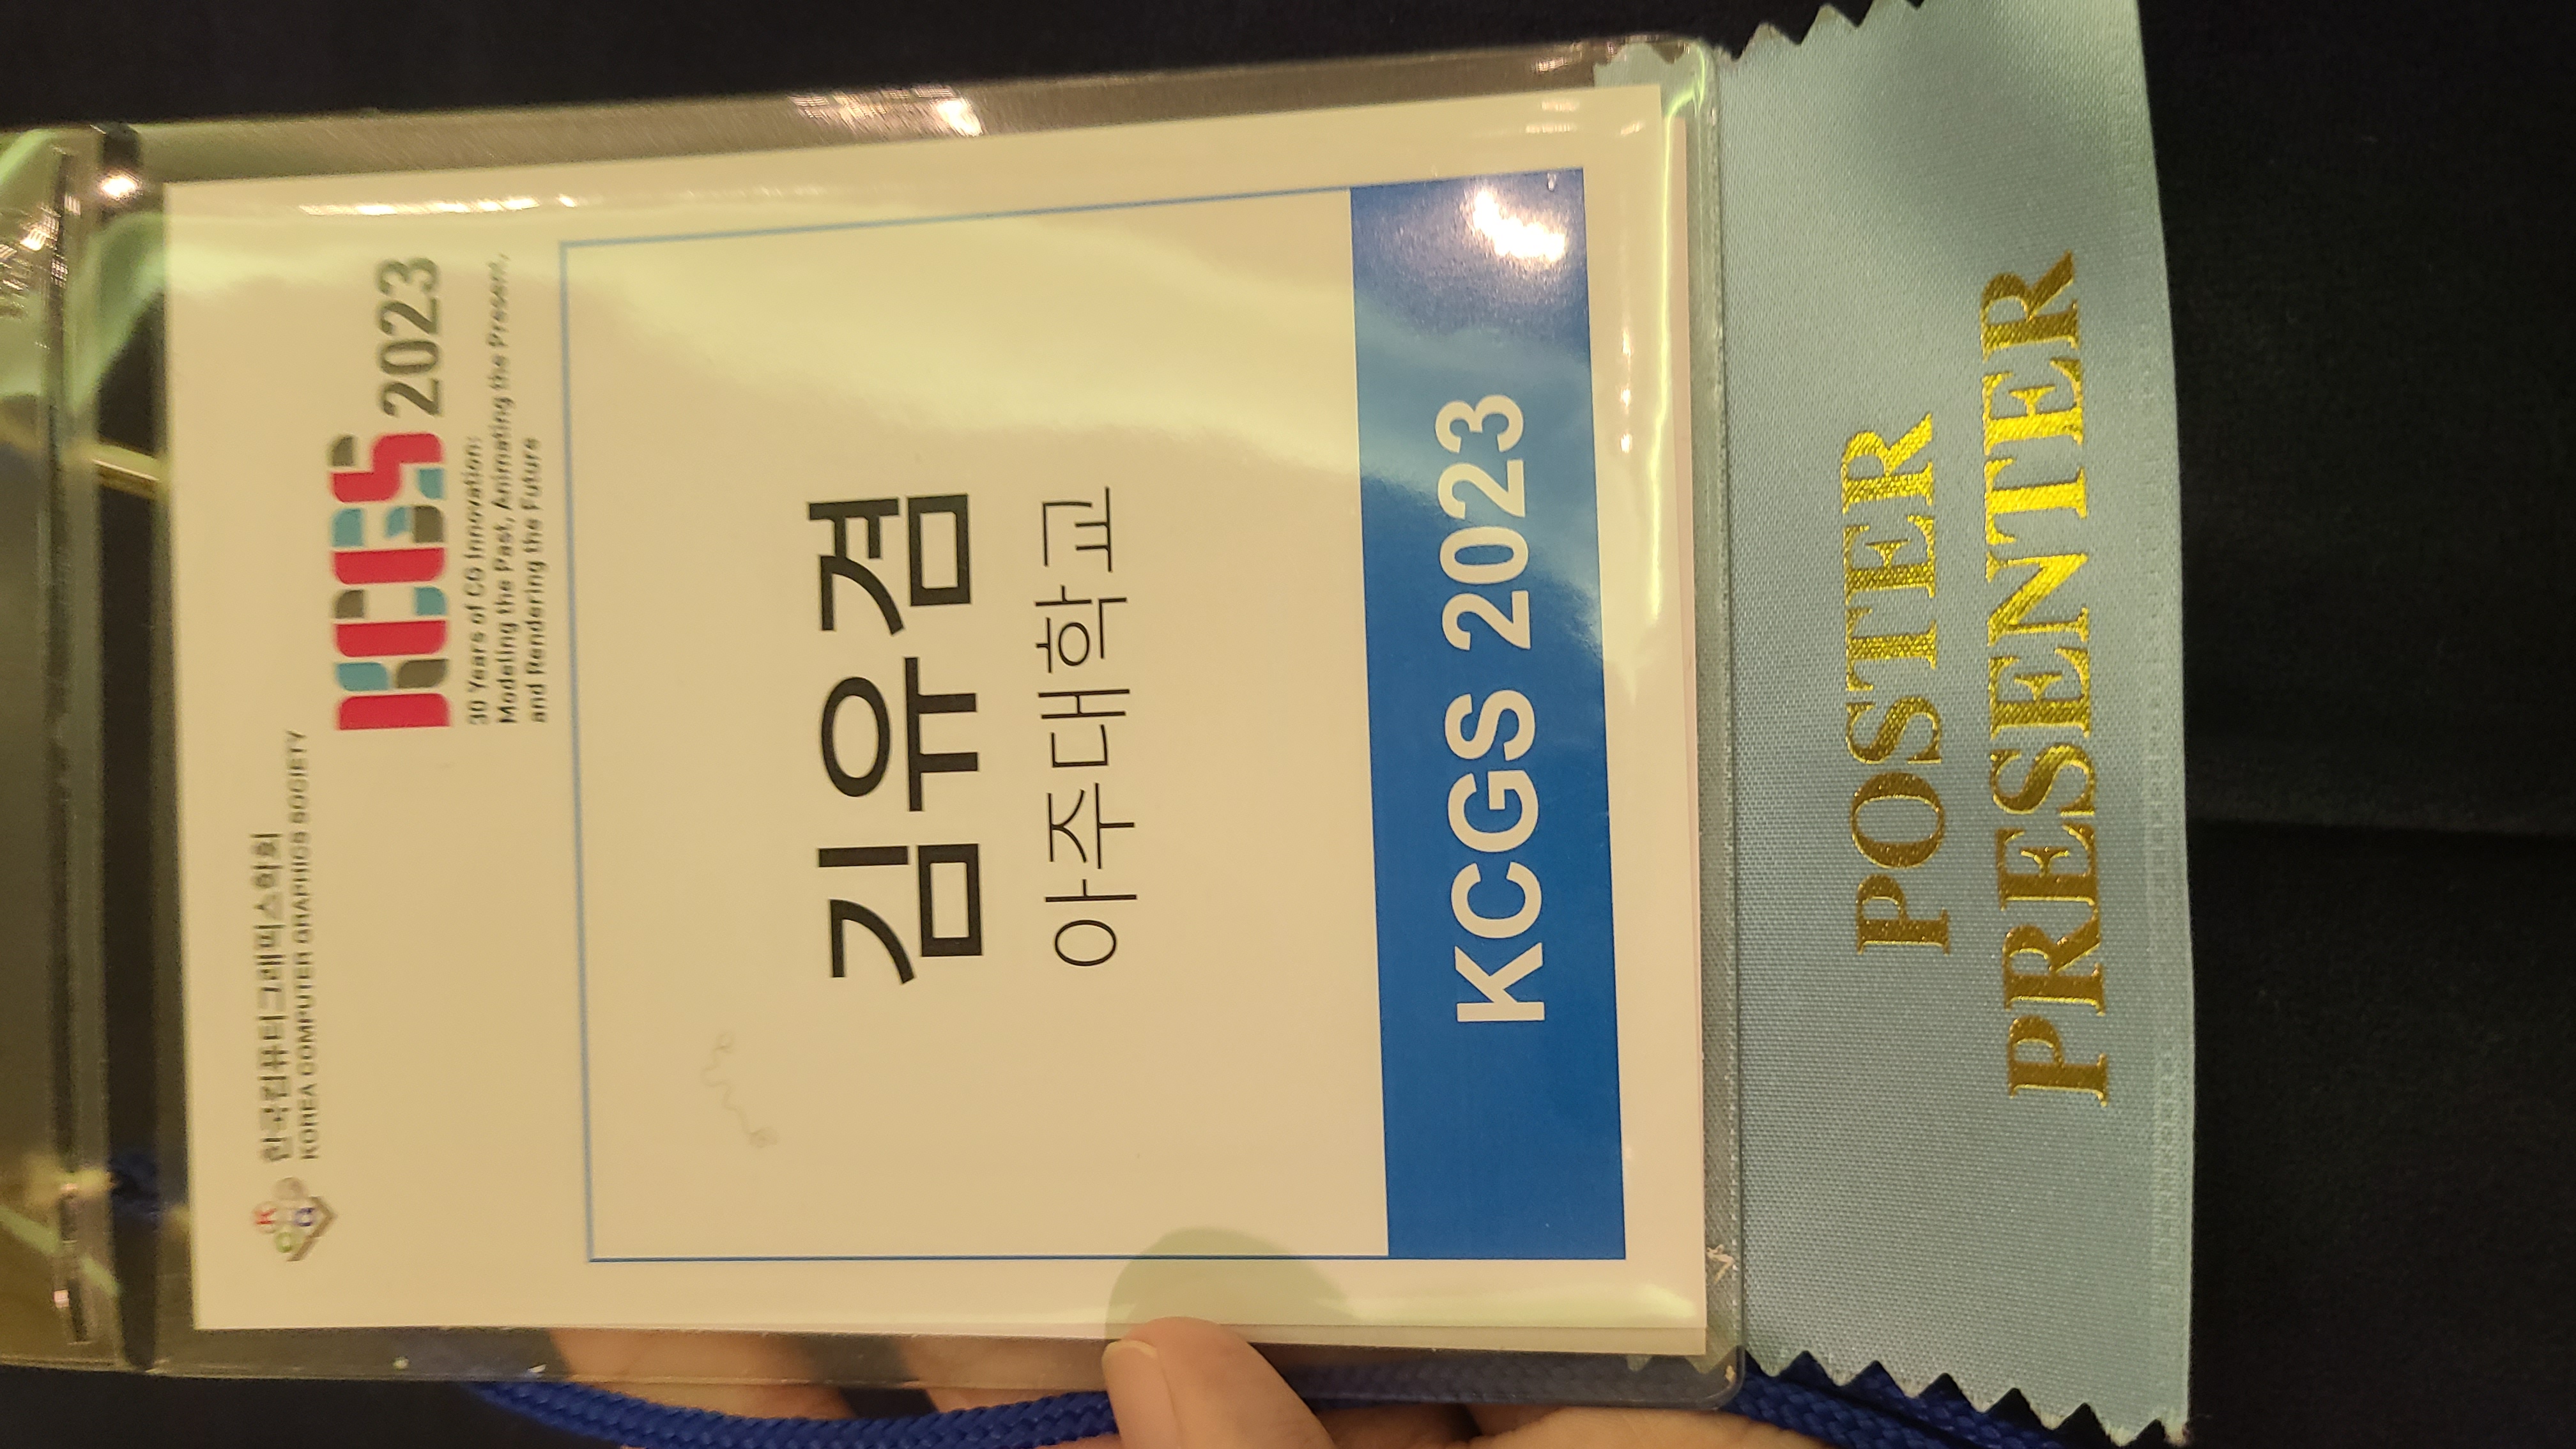 한국컴퓨터그래픽스학회
KOREA COMPUTER GRAPHICS SOCIETY
KCGS 2023
30 Years of CG Innovation:
Modeling the Past, Animating the Present,
and Rendering the Future
김유겸
아주대학교
KCGS 2023
POSTER
PRESENTER